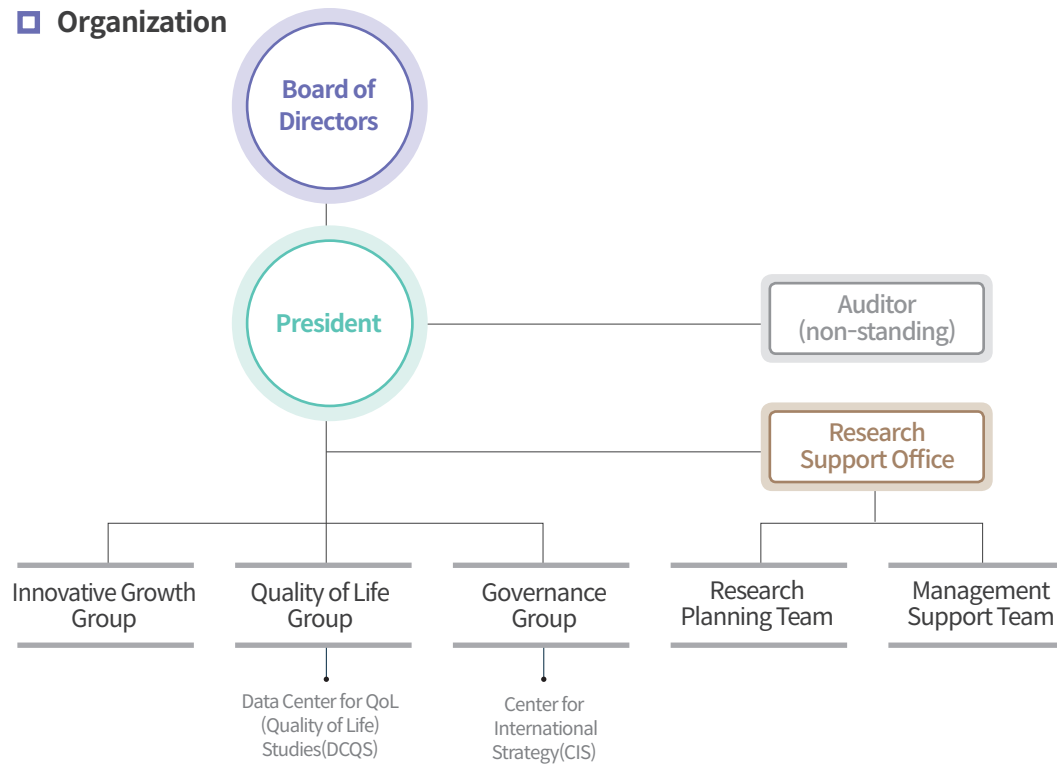 Organization
Board of
Directors
President
Auditor
(non-standing)
Research
Support Office
Innovative Growth
Group
Quality of Life
Group
Governance
Group
Research
Planning Team
Management
Support Team
Data Center for QoL
(Quality of Life)
Studies(DCQS)
Center for
International
Strategy(CIS)